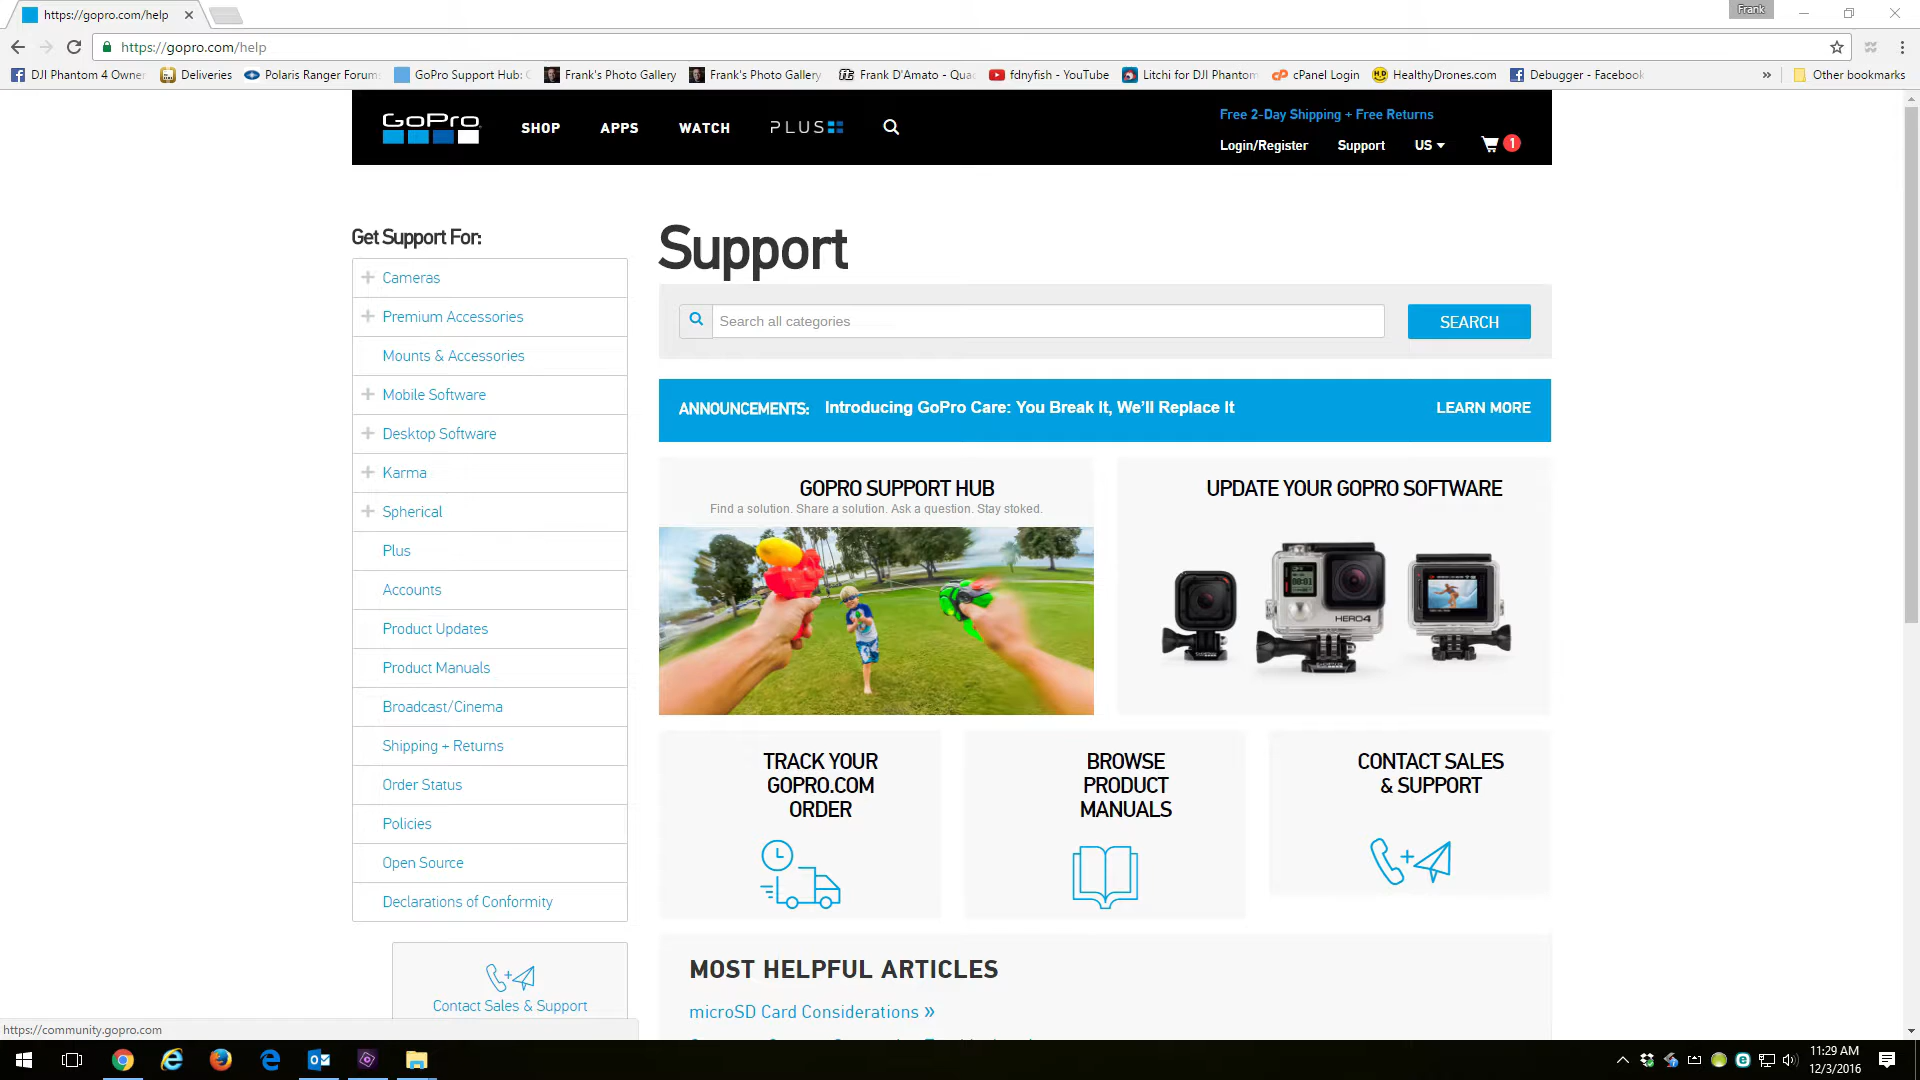 https://gopro.com/help
Frank
https://gopro.com/help
DJI Phantom 4 Owne
Deliveries
Polaris Ranger Forum
GoPro Support Hub:
Frank's Photo Gallery
Frank's Photo Gallery
Frank D'Amato - Qua
fdnyfish - YouTube
Litchi for DJI Phantom
cPanel Login
HealthyDrones.com
Debugger - Facebook
Other bookmarks
GoPro
SHOP
APPS
WATCH
PLUS
Free 2-Day Shipping + Free Returns
Login/Register
Support
US
1
Get Support For:
Cameras
Premium Accessories
Mounts & Accessories
Mobile Software
Desktop Software
Karma
Spherical
Plus
Accounts
Product Updates
Product Manuals
Broadcast/Cinema
Shipping + Returns
Order Status
Policies
Open Source
Declarations of Conformity
Contact Sales & Support
Support
Search all categories
SEARCH
ANNOUNCEMENTS: Introducing GoPro Care: You Break It, We'll Replace It
LEARN MORE
GOPRO SUPPORT HUB
Find a solution. Share a solution. Ask a question. Stay stoked.
UPDATE YOUR GOPRO SOFTWARE
HERO4
TRACK YOUR
GOPRO.COM
ORDER
BROWSE
PRODUCT
MANUALS
CONTACT SALES
& SUPPORT
MOST HELPFUL ARTICLES
microSD Card Considerations »
https://community.gopro.com
11:29 AM
12/3/2016